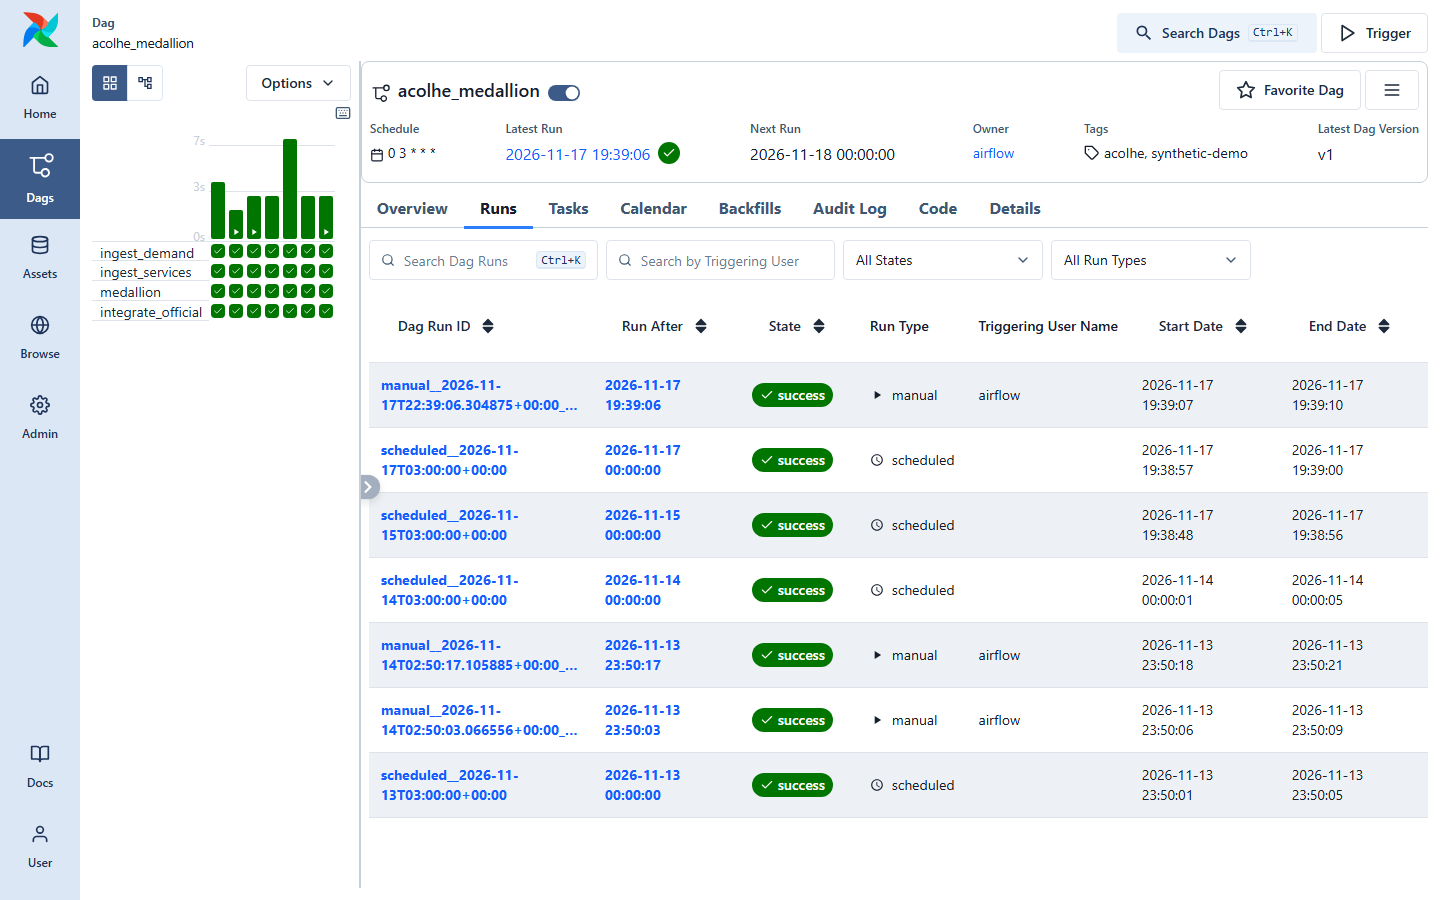 Dag
acolhe_medallion
Search Dags Ctrl+K
Trigger
Home
Dags
Assets
Browse
Admin
Docs
User
Options
7s
3s
0s
ingest_demand
ingest_services
medallion
integrate_official
acolhe_medallion
Favorite Dag
Schedule Latest Run Next Run Owner Tags Latest Dag Version
0 3 * * * 2026-11-17 19:39:06 2026-11-18 00:00:00 airflow acolhe, synthetic-demo v1
Overview Runs Tasks Calendar Backfills Audit Log Code Details
Search Dag Runs Ctrl+K Search by Triggering User All States All Run Types
Dag Run ID Run After State Run Type Triggering User Name Start Date End Date
manual__2026-11- 2026-11-17 success manual airflow 2026-11-17 2026-11-17
17T22:39:06.304875+00:00_... 19:39:06 19:39:07 19:39:10
scheduled__2026-11- 2026-11-17 success scheduled 2026-11-17 2026-11-17
17T03:00:00+00:00 00:00:00 19:38:57 19:39:00
scheduled__2026-11- 2026-11-15 success scheduled 2026-11-17 2026-11-17
15T03:00:00+00:00 00:00:00 19:38:48 19:38:56
scheduled__2026-11- 2026-11-14 success scheduled 2026-11-14 2026-11-14
14T03:00:00+00:00 00:00:00 00:00:01 00:00:05
manual__2026-11- 2026-11-13 success manual airflow 2026-11-13 2026-11-13
14T02:50:17.105885+00:00_... 23:50:17 23:50:18 23:50:21
manual__2026-11- 2026-11-13 success manual airflow 2026-11-13 2026-11-13
14T02:50:03.066556+00:00_... 23:50:03 23:50:06 23:50:09
scheduled__2026-11- 2026-11-13 success scheduled 2026-11-13 2026-11-13
13T03:00:00+00:00 00:00:00 23:50:01 23:50:05